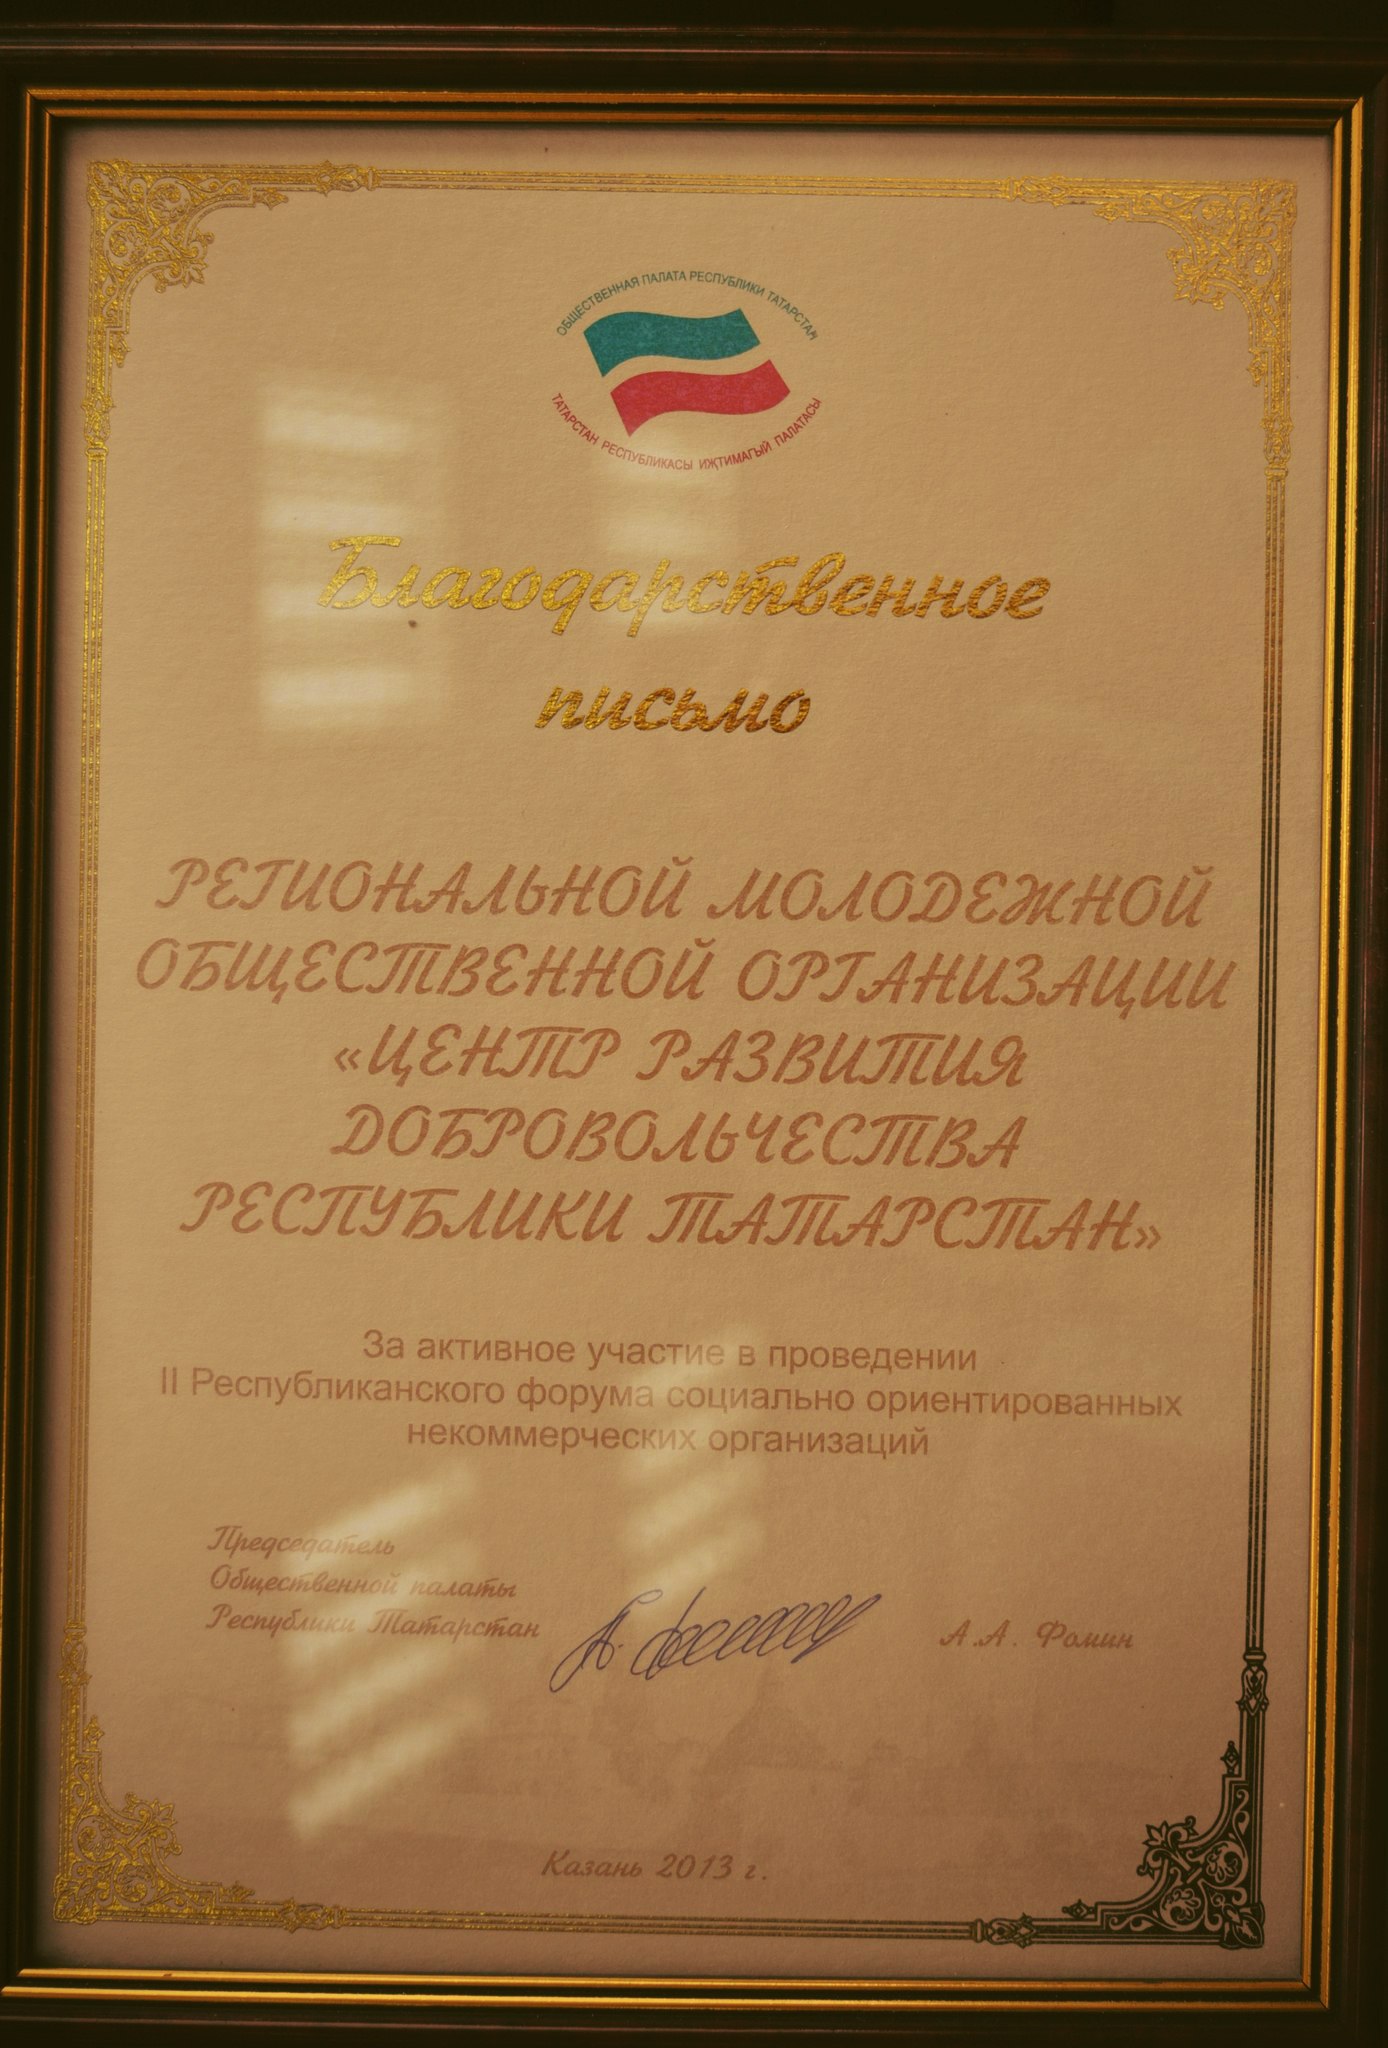 ОБЩЕСТВЕННАЯ ПАЛАТА РЕСПУБЛИКИ ТАТАРСТАН
ТАТАРСТАН РЕСПУБЛИКАСЫ ИҖТИМАГЫЙ ПАЛАТАСЫ
Благодарственное
письмо
РЕГИОНАЛЬНОЙ МОЛОДЕЖНОЙ
ОБЩЕСТВЕННОЙ ОРГАНИЗАЦИИ
«ЦЕНТР РАЗВИТИЯ
ДОБРОВОЛЬЧЕСТВА
РЕСПУБЛИКИ ТАТАРСТАН»
За активное участие в проведении
II Республиканского форума социально ориентированных
некоммерческих организаций
Председатель
Общественной палаты
Республики Татарстан
А.А. Фомин
Казань 2013 г.